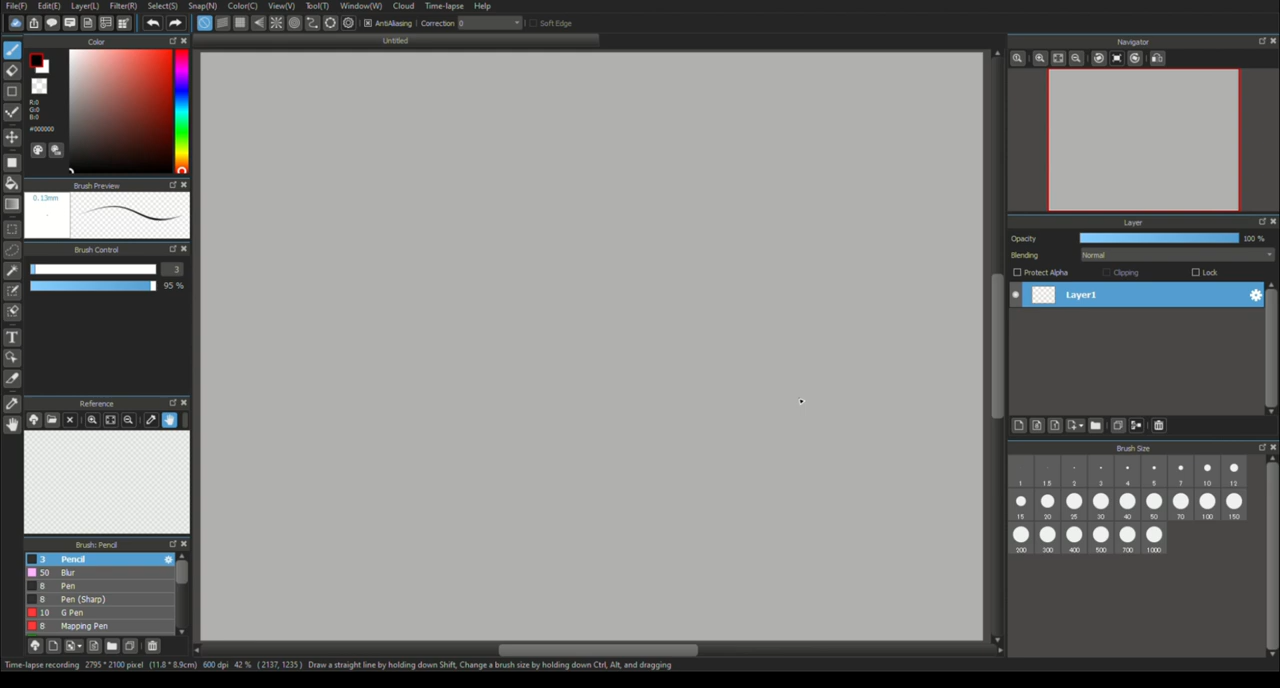 File(F) Edit(E) Layer(L) Filter(R) Select(S) Snap(N) Color(C) View(V) Tool(T) Time-lapse Window(W) Cloud Help
AntiAliasing Correction 0 Soft Edge
Color
R:0
G:0
B:0
#000000
Brush Preview
0.13mm
Brush Control
3
95 %
Reference
Brush: Pencil
3 Pencil
50 Blur
8 Pen
8 Pen (Sharp)
10 G Pen
8 Mapping Pen
Untitled
Navigator
Layer
Opacity 100 %
Blending Normal
Protect Alpha Clipping Lock
Layer1
Brush Size
1 1.5 2 3 4 5 7 10 12
15 20 25 30 40 50 70 100 150
200 300 400 500 700 1000
Time-lapse recording 2795 * 2100 pixel (11.8 * 8.9cm) 600 dpi 42 % ( 2137, 1235 ) Draw a straight line by holding down Shift, Change a brush size by holding down Ctrl, Alt, and dragging